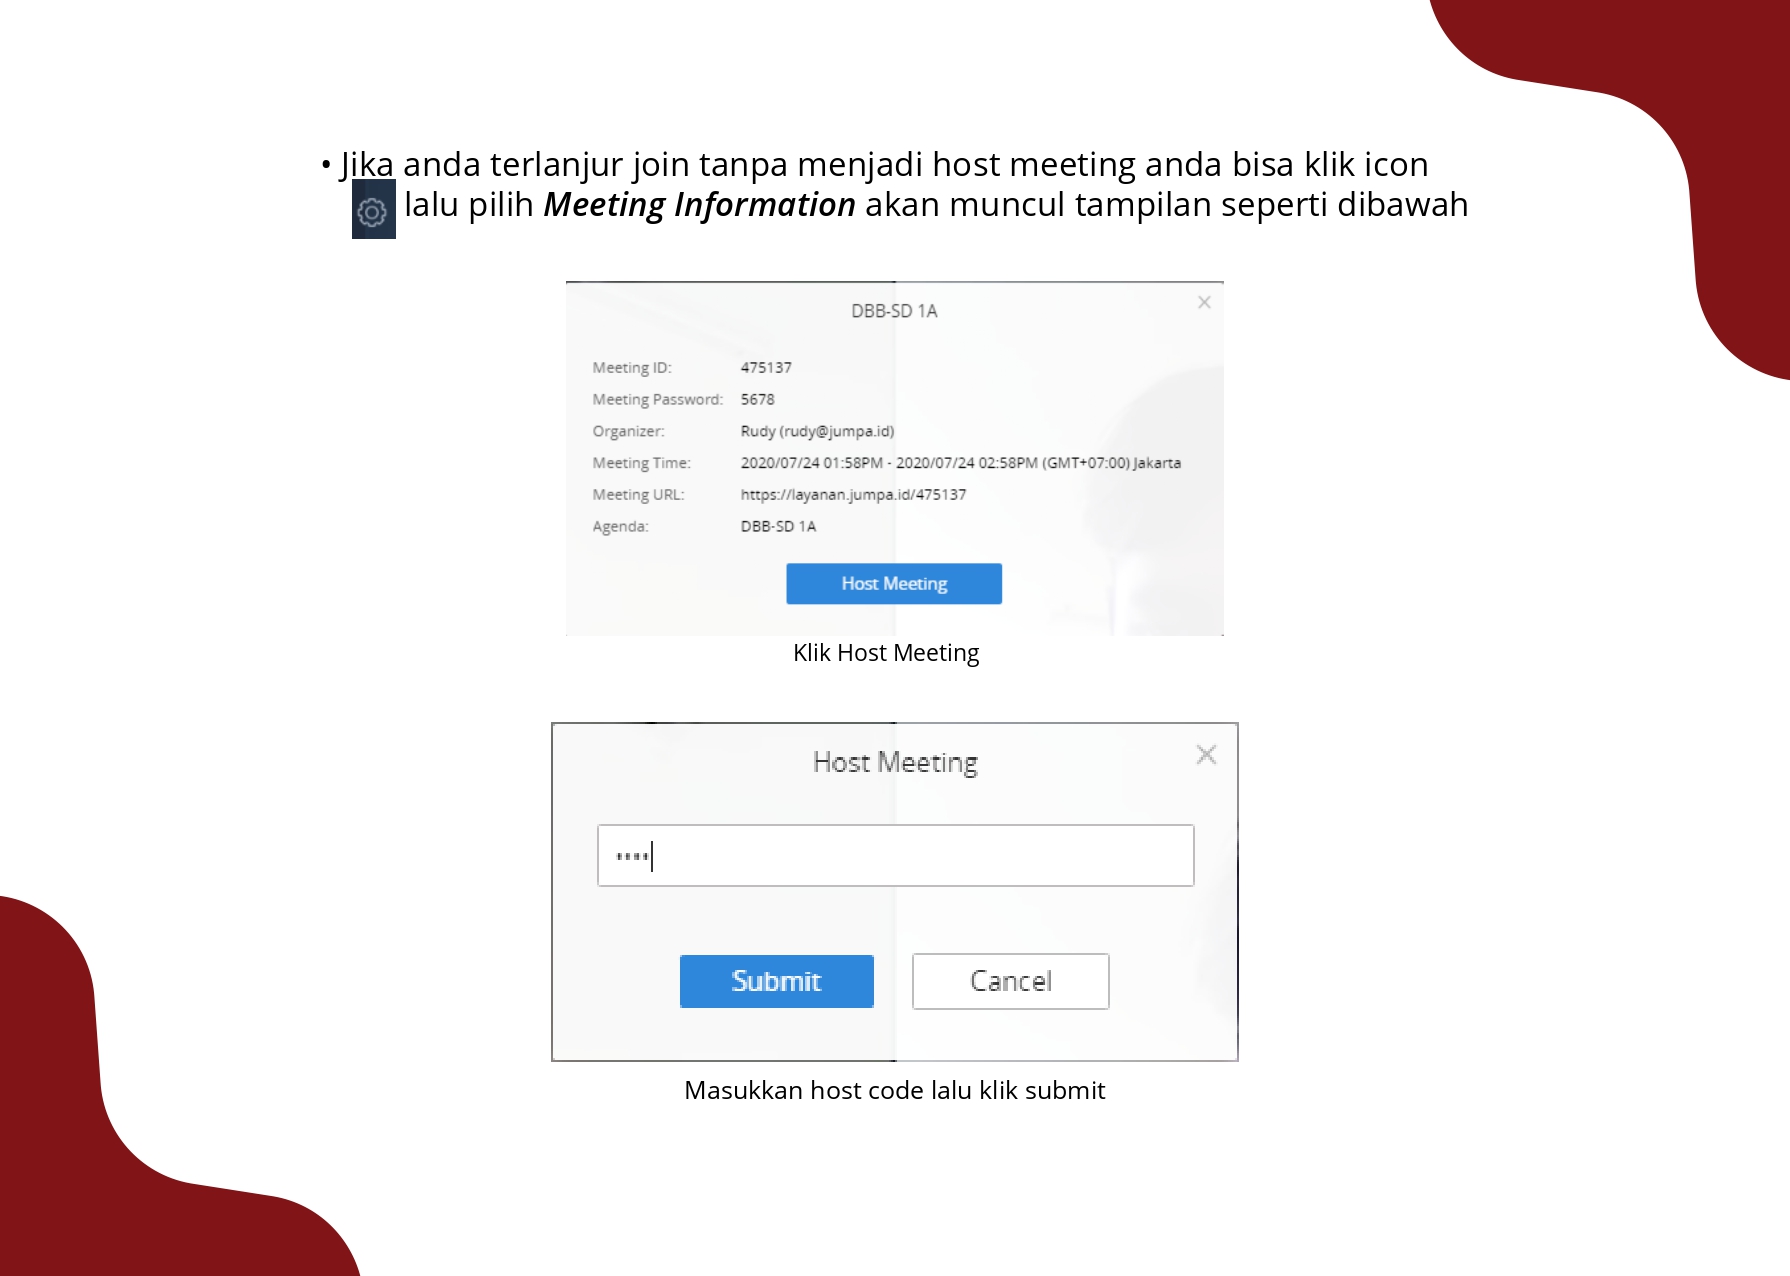 • Jika anda terlanjur join tanpa menjadi host meeting anda bisa klik icon
lalu pilih Meeting Information akan muncul tampilan seperti dibawah
DBB-SD 1A
Meeting ID: 475137
Meeting Password: 5678
Organizer: Rudy (rudy@jumpa.id)
Meeting Time: 2020/07/24 01:58PM - 2020/07/24 02:58PM (GMT+07:00) Jakarta
Meeting URL: https://layanan.jumpa.id/475137
Agenda: DBB-SD 1A
Host Meeting
Klik Host Meeting
Host Meeting
Submit Cancel
Masukkan host code lalu klik submit